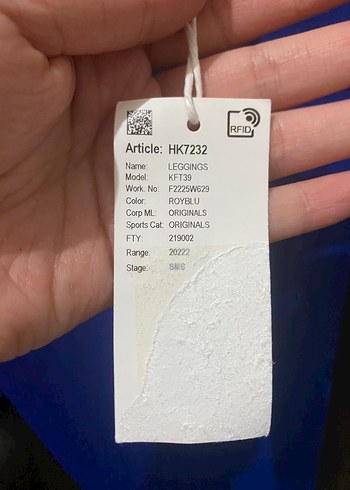 RFID
Article: HK7232
Name: LEGGINGS
Model: KFT39
Work. No: F2225W629
Color: ROYBLU
Corp ML: ORIGINALS
Sports Cat: ORIGINALS
FTY: 219002
Range: 20222
Stage: SMS